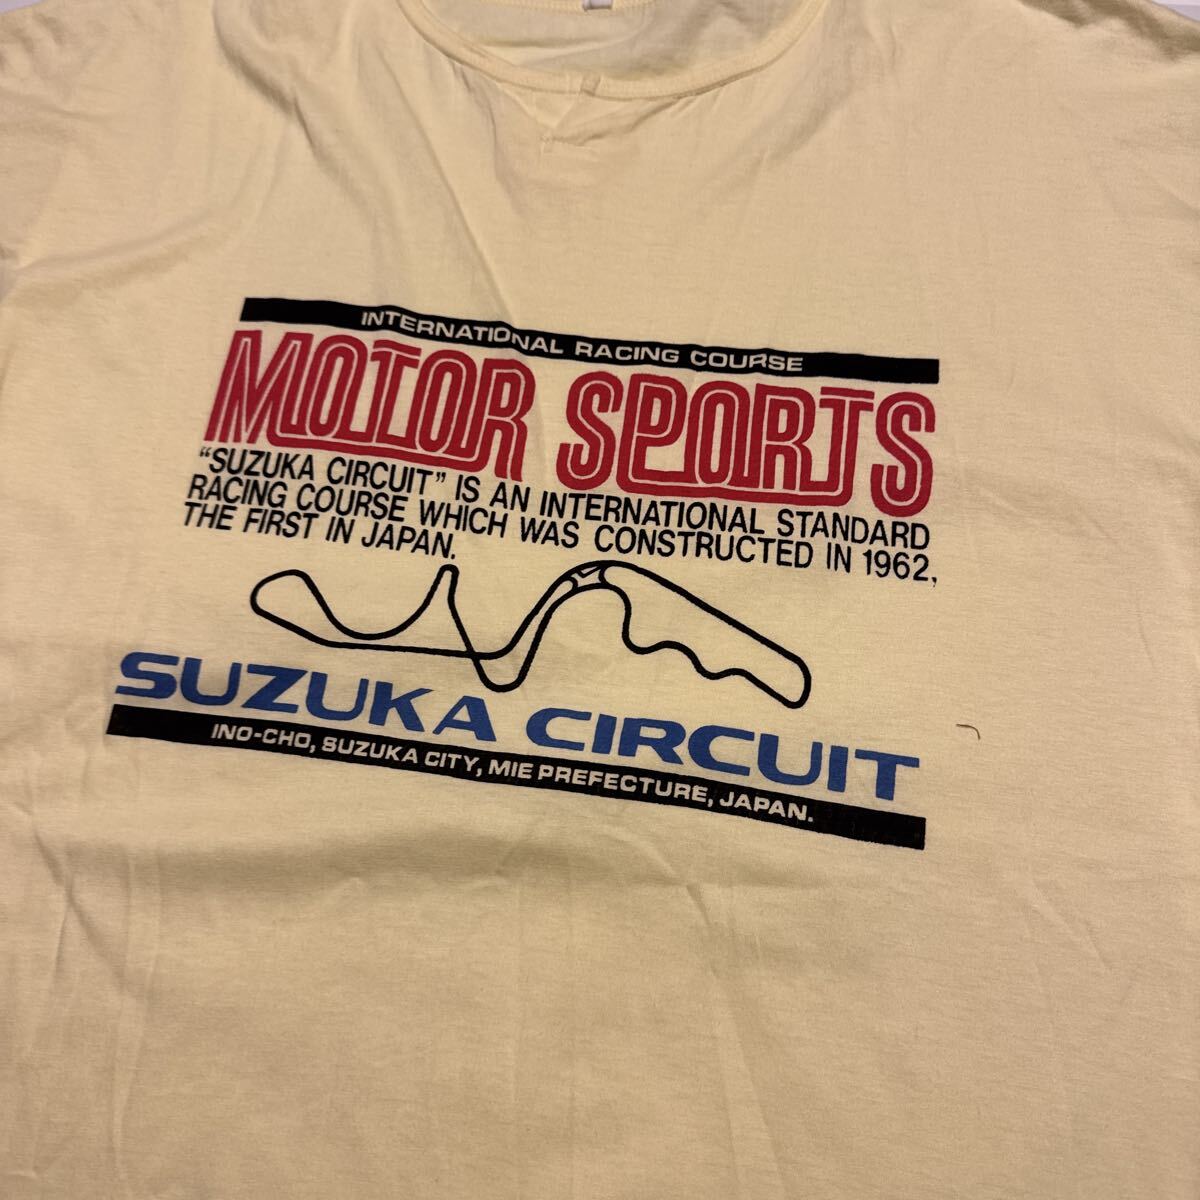 INTERNATIONAL RACING COURSE
MOTOR SPORTS
“SUZUKA CIRCUIT” IS AN INTERNATIONAL STANDARD
RACING COURSE WHICH WAS CONSTRUCTED IN 1962,
THE FIRST IN JAPAN.
SUZUKA CIRCUIT
INO-CHO, SUZUKA CITY, MIE PREFECTURE, JAPAN.